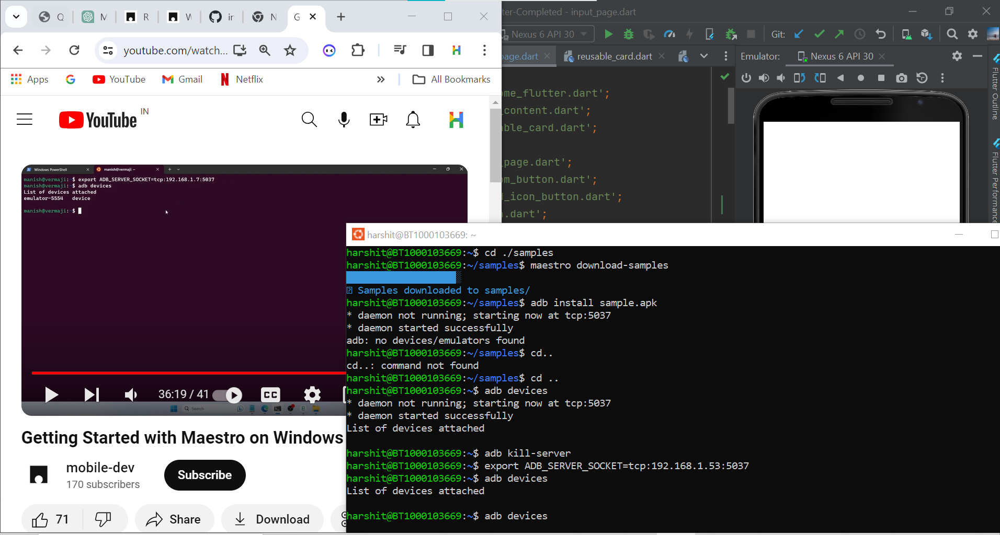 Q
M
R
W
ir
N
G
youtube.com/watch...
Apps
YouTube
Gmail
Netflix
All Bookmarks
YouTube IN
Windows PowerShell
manish@vermaji: ~
manish@vermaji:~$ export ADB_SERVER_SOCKET=tcp:192.168.1.7:5037
manish@vermaji:~$ adb devices
List of devices attached
emulator-5554 device
manish@vermaji:~$
36:19 / 41
CC
Search
Getting Started with Maestro on Windows
mobile-dev
170 subscribers
Subscribe
71
Share
Download
ter-Completed - input_page.dart
Nexus 6 API 30
Git:
page.dart
reusable_card.dart
Emulator:
Nexus 6 API 30
ome_flutter.dart';
_content.dart';
able_card.dart';
_page.dart';
om_button.dart';
d_icon_button.dart';
n.dart';
Flutter Outline
Flutter Performance
harshit@BT1000103669: ~
harshit@BT1000103669:~$ cd ./samples
harshit@BT1000103669:~/samples$ maestro download-samples
Samples downloaded to samples/
harshit@BT1000103669:~/samples$ adb install sample.apk
* daemon not running; starting now at tcp:5037
* daemon started successfully
adb: no devices/emulators found
harshit@BT1000103669:~/samples$ cd..
cd..: command not found
harshit@BT1000103669:~/samples$ cd ..
harshit@BT1000103669:~$ adb devices
* daemon not running; starting now at tcp:5037
* daemon started successfully
List of devices attached
harshit@BT1000103669:~$ adb kill-server
harshit@BT1000103669:~$ export ADB_SERVER_SOCKET=tcp:192.168.1.53:5037
harshit@BT1000103669:~$ adb devices
List of devices attached
harshit@BT1000103669:~$ adb devices